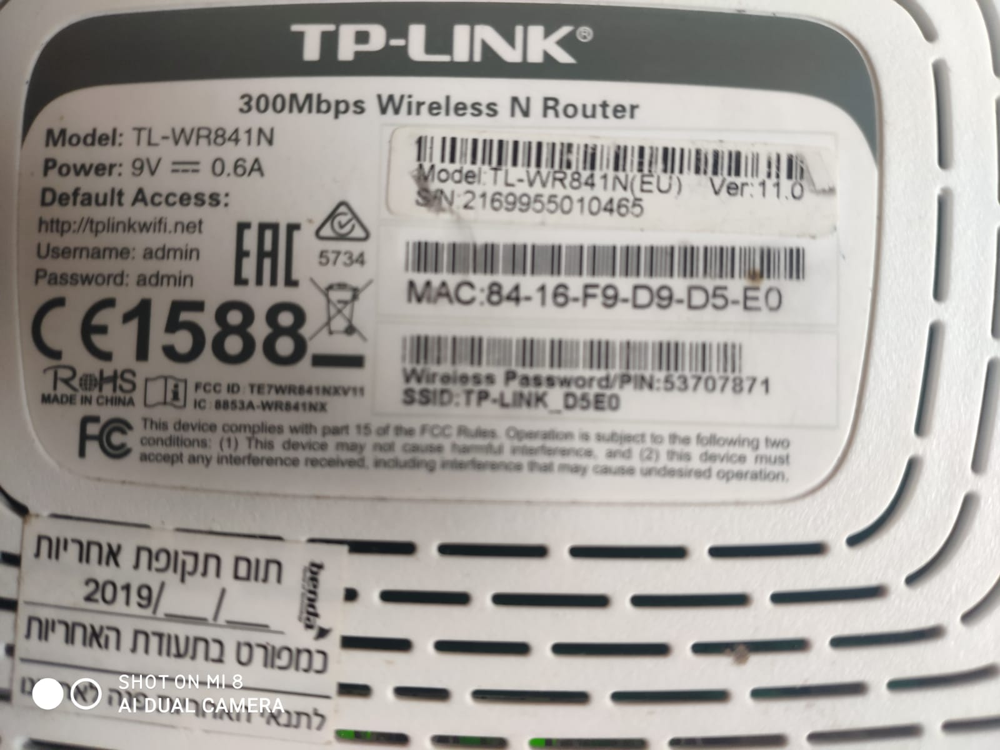 TP-LINK®
300Mbps Wireless N Router
Model: TL-WR841N
Power: 9V ⎓ 0.6A
Default Access:
http://tplinkwifi.net
Username: admin
Password: admin
EAC
5734
CE1588
RoHS
MADE IN CHINA
FCC ID: TE7WR841NXV11
IC: 8853A-WR841NX
Model:TL-WR841N(EU) Ver:11.0
S/N:2169955010465
MAC:84-16-F9-D9-D5-E0
Wireless Password/PIN:53707871
SSID:TP-LINK_D5E0
FC This device complies with part 15 of the FCC Rules. Operation is subject to the following two
conditions: (1) This device may not cause harmful interference, and (2) this device must
accept any interference received, including interference that may cause undesired operation.
תום תקופת אחריות
2019/__/__
benda
כמפורט בתעודת האחריות
לתנאי האחריות פנה
SHOT ON MI 8
AI DUAL CAMERA